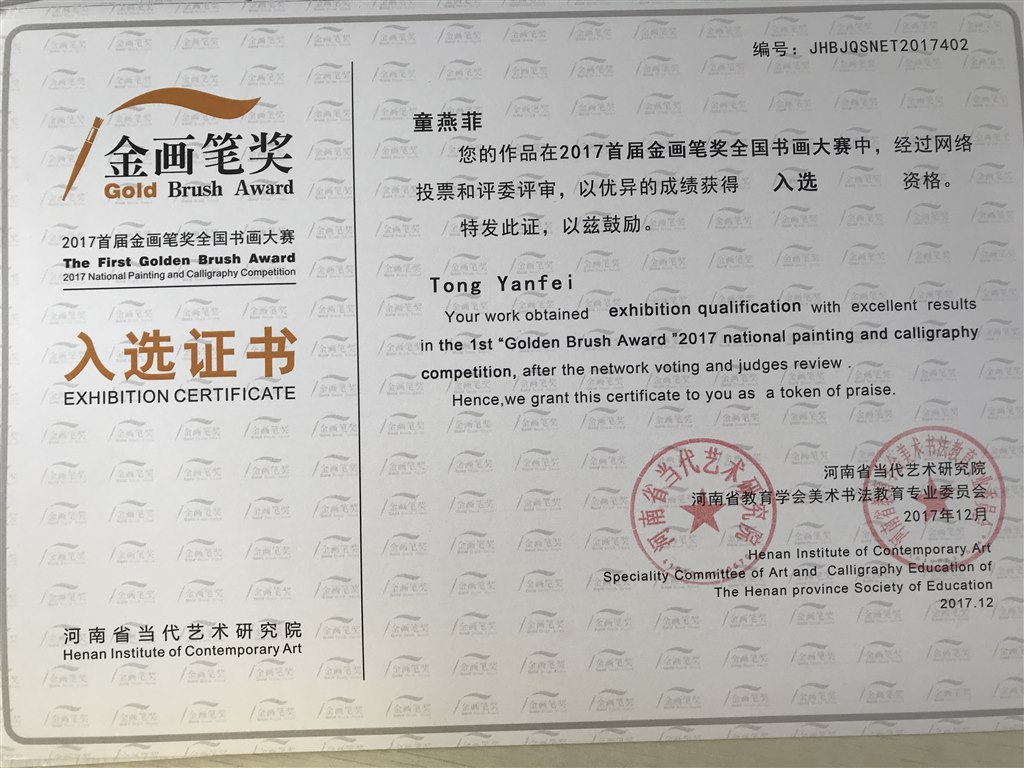 金画笔奖
Gold Brush Award
2017首届金画笔奖全国书画大赛
The First Golden Brush Award
2017 National Painting and Calligraphy Competition
入选证书
EXHIBITION CERTIFICATE
河南省当代艺术研究院
Henan Institute of Contemporary Art
编号：JHBJQSNET2017402
童燕菲
您的作品在2017首届金画笔奖全国书画大赛中，经过网络
投票和评委评审，以优异的成绩获得 入选 资格。
特发此证，以兹鼓励。
Tong Yanfei
Your work obtained exhibition qualification with excellent results
in the 1st “Golden Brush Award ”2017 national painting and calligraphy
competition, after the network voting and judges review .
Hence,we grant this certificate to you as a token of praise.
河南省当代艺术研究院
河南省教育学会美术书法教育专业委员会
2017年12月
Henan Institute of Contemporary Art
Speciality Committee of Art and Calligraphy Education of
The Henan province Society of Education
2017.12
河南省当代艺术研究院